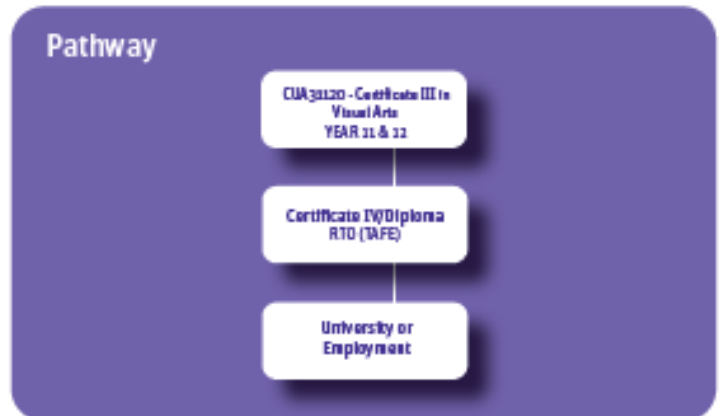 Pathway
CUA31120 - Certificate III in
Visual Arts
YEAR 11 & 12
Certificate IV/Diploma
RTO (TAFE)
University or
Employment